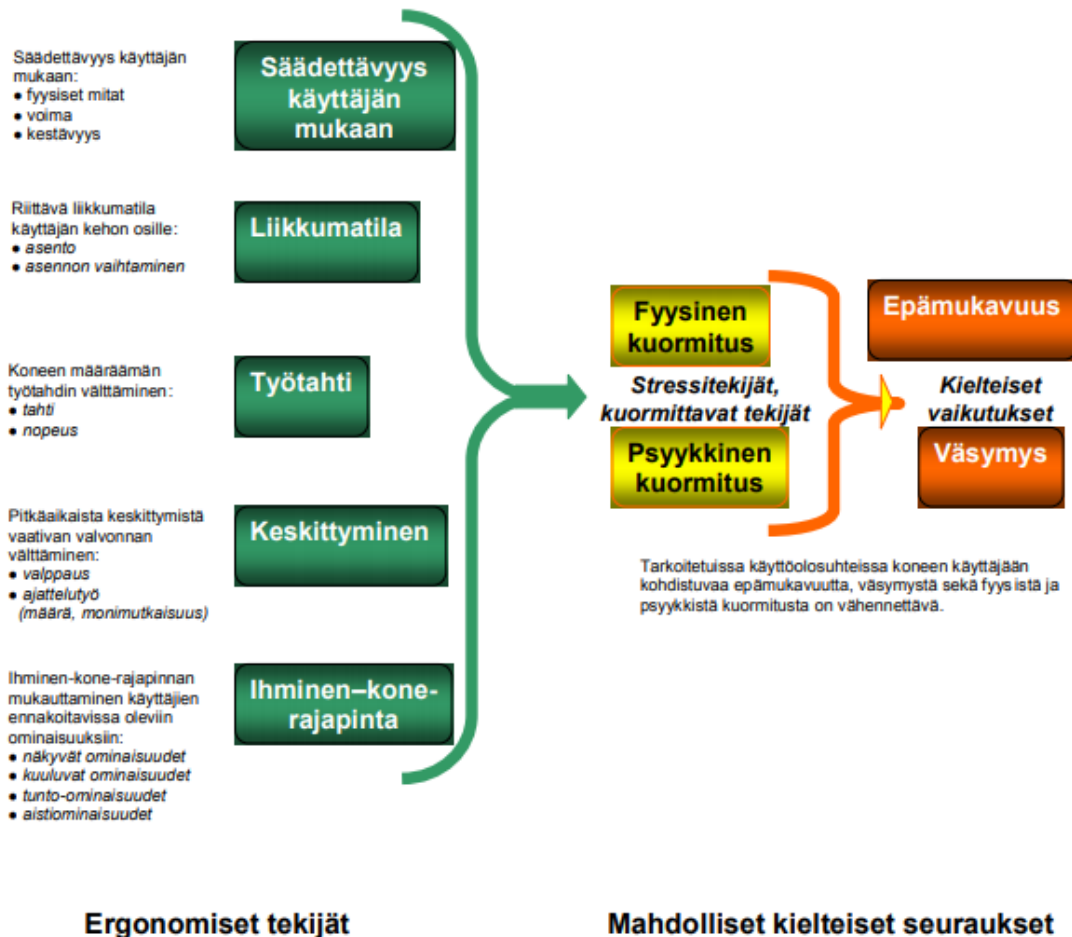 Säädettävyys käyttäjän
mukaan:
● fyysiset mitat
● voima
● kestävyys
Säädettävyys
käyttäjän
mukaan
Riittävä liikkumatila
käyttäjän kehon osille:
● asento
● asennon vaihtaminen
Liikkumatila
Koneen määräämän
työtahdin välttäminen:
● tahti
● nopeus
Työtahti
Pitkäaikaista keskittymistä
vaativan valvonnan
välttäminen:
● valppaus
● ajattelutyö
(määrä, monimutkaisuus)
Keskittyminen
Ihminen-kone-rajapinnan
mukauttaminen käyttäjien
ennakoitavissa oleviin
ominaisuuksiin:
● näkyvät ominaisuudet
● kuuluvat ominaisuudet
● tunto-ominaisuudet
● aistiominaisuudet
Ihminen–kone-
rajapinta
Fyysinen
kuormitus
Stressitekijät,
kuormittavat tekijät
Psyykkinen
kuormitus
Epämukavuus
Kielteiset
vaikutukset
Väsymys
Tarkoitetuissa käyttöolosuhteissa koneen käyttäjään
kohdistuvaa epämukavuutta, väsymystä sekä fyysistä ja
psyykkistä kuormitusta on vähennettävä.
Ergonomiset tekijät
Mahdolliset kielteiset seuraukset